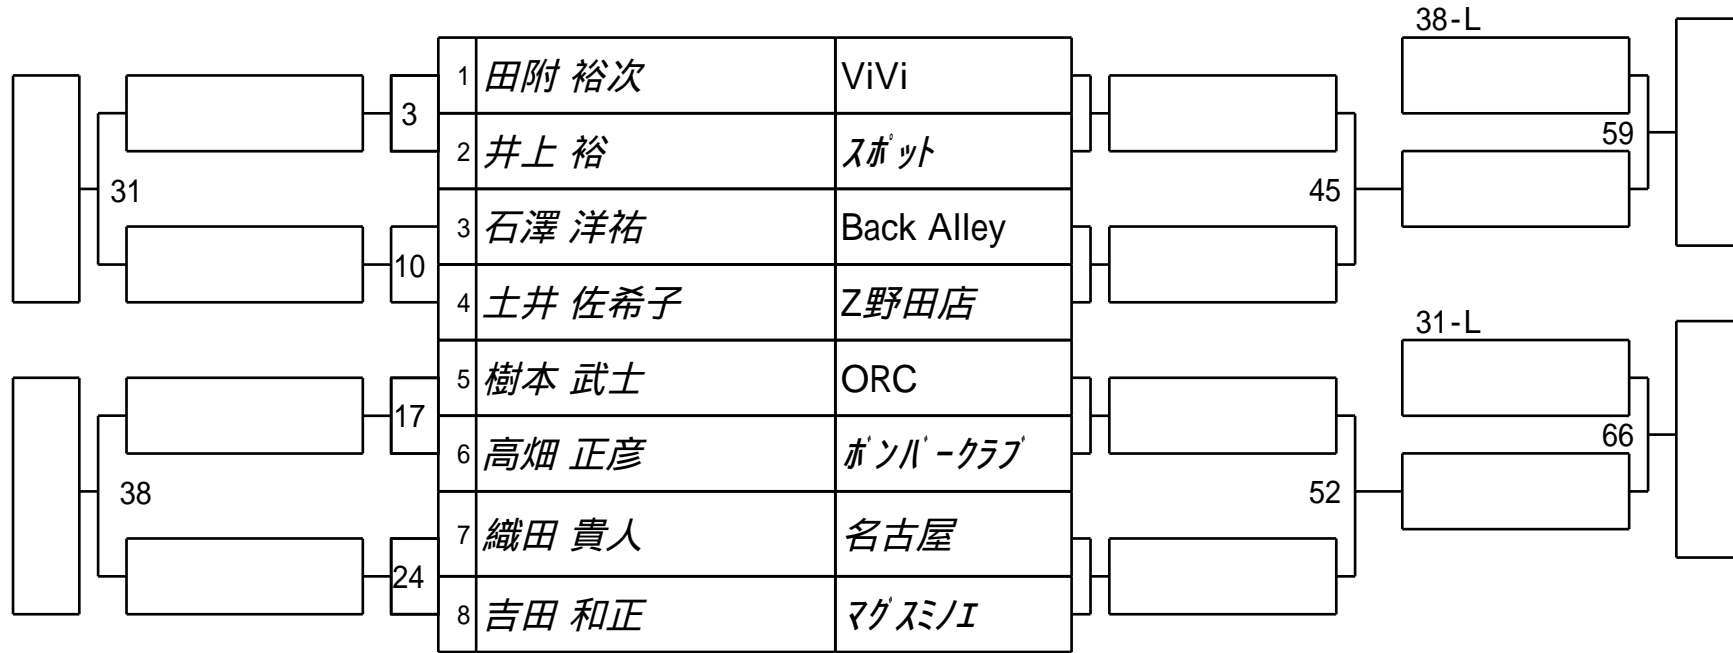 38-L
1 田附 裕次 ViVi
3
2 井上 裕 ｽﾎﾟｯﾄ
59
31
45
3 石澤 洋祐 Back Alley
10
4 土井 佐希子 Z野田店
31-L
5 樹本 武士 ORC
17
6 高畑 正彦 ﾎﾞﾝﾊﾞｰｸﾗﾌﾞ
66
38
52
7 織田 貴人 名古屋
24
8 吉田 和正 ﾏｸﾞｽﾐﾉｴ